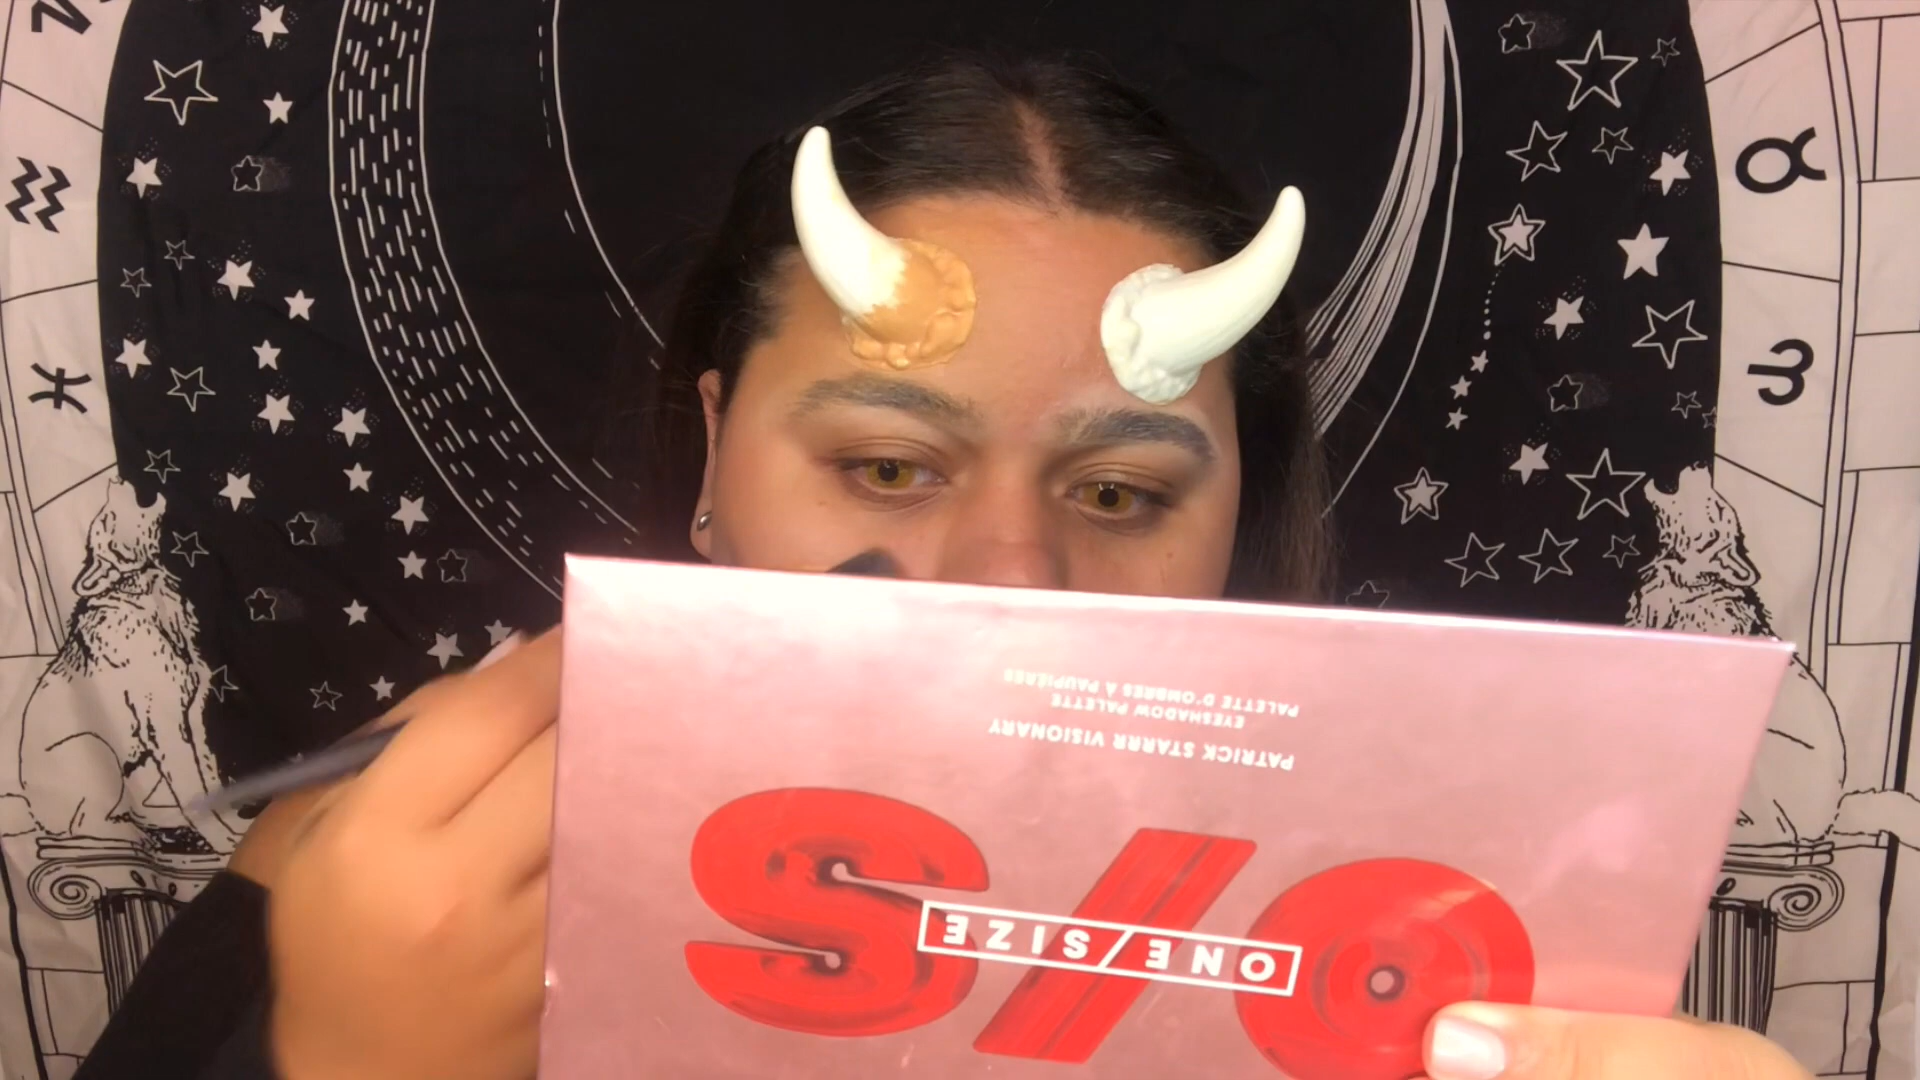 O/S
ONE/SIZE
PATRICK STARRR VISIONARY
EYESHADOW PALETTE
PALETTE D'OMBRES À PAUPIÈRES